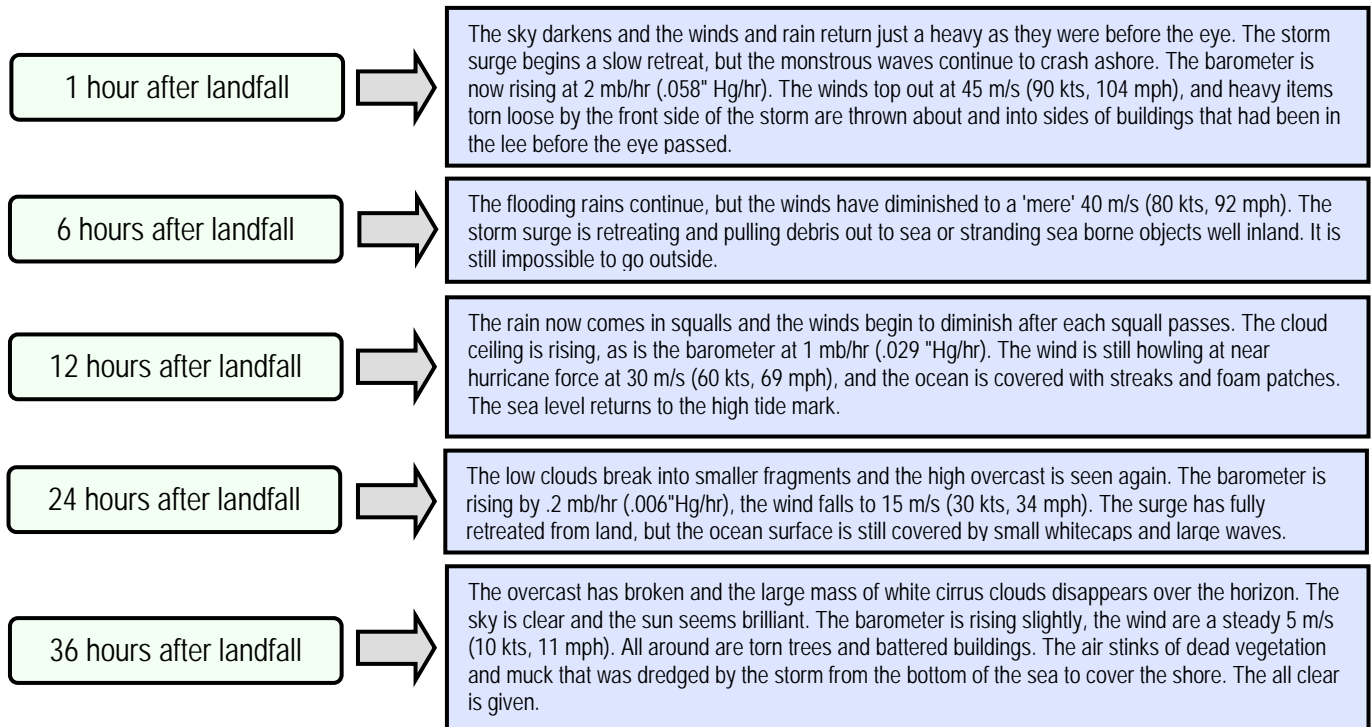 1 hour after landfall
The sky darkens and the winds and rain return just a heavy as they were before the eye. The storm
surge begins a slow retreat, but the monstrous waves continue to crash ashore. The barometer is
now rising at 2 mb/hr (.058" Hg/hr). The winds top out at 45 m/s (90 kts, 104 mph), and heavy items
torn loose by the front side of the storm are thrown about and into sides of buildings that had been in
the lee before the eye passed.
6 hours after landfall
The flooding rains continue, but the winds have diminished to a 'mere' 40 m/s (80 kts, 92 mph). The
storm surge is retreating and pulling debris out to sea or stranding sea borne objects well inland. It is
still impossible to go outside.
12 hours after landfall
The rain now comes in squalls and the winds begin to diminish after each squall passes. The cloud
ceiling is rising, as is the barometer at 1 mb/hr (.029 "Hg/hr). The wind is still howling at near
hurricane force at 30 m/s (60 kts, 69 mph), and the ocean is covered with streaks and foam patches.
The sea level returns to the high tide mark.
24 hours after landfall
The low clouds break into smaller fragments and the high overcast is seen again. The barometer is
rising by .2 mb/hr (.006"Hg/hr), the wind falls to 15 m/s (30 kts, 34 mph). The surge has fully
retreated from land, but the ocean surface is still covered by small whitecaps and large waves.
36 hours after landfall
The overcast has broken and the large mass of white cirrus clouds disappears over the horizon. The
sky is clear and the sun seems brilliant. The barometer is rising slightly, the wind are a steady 5 m/s
(10 kts, 11 mph). All around are torn trees and battered buildings. The air stinks of dead vegetation
and muck that was dredged by the storm from the bottom of the sea to cover the shore. The all clear
is given.